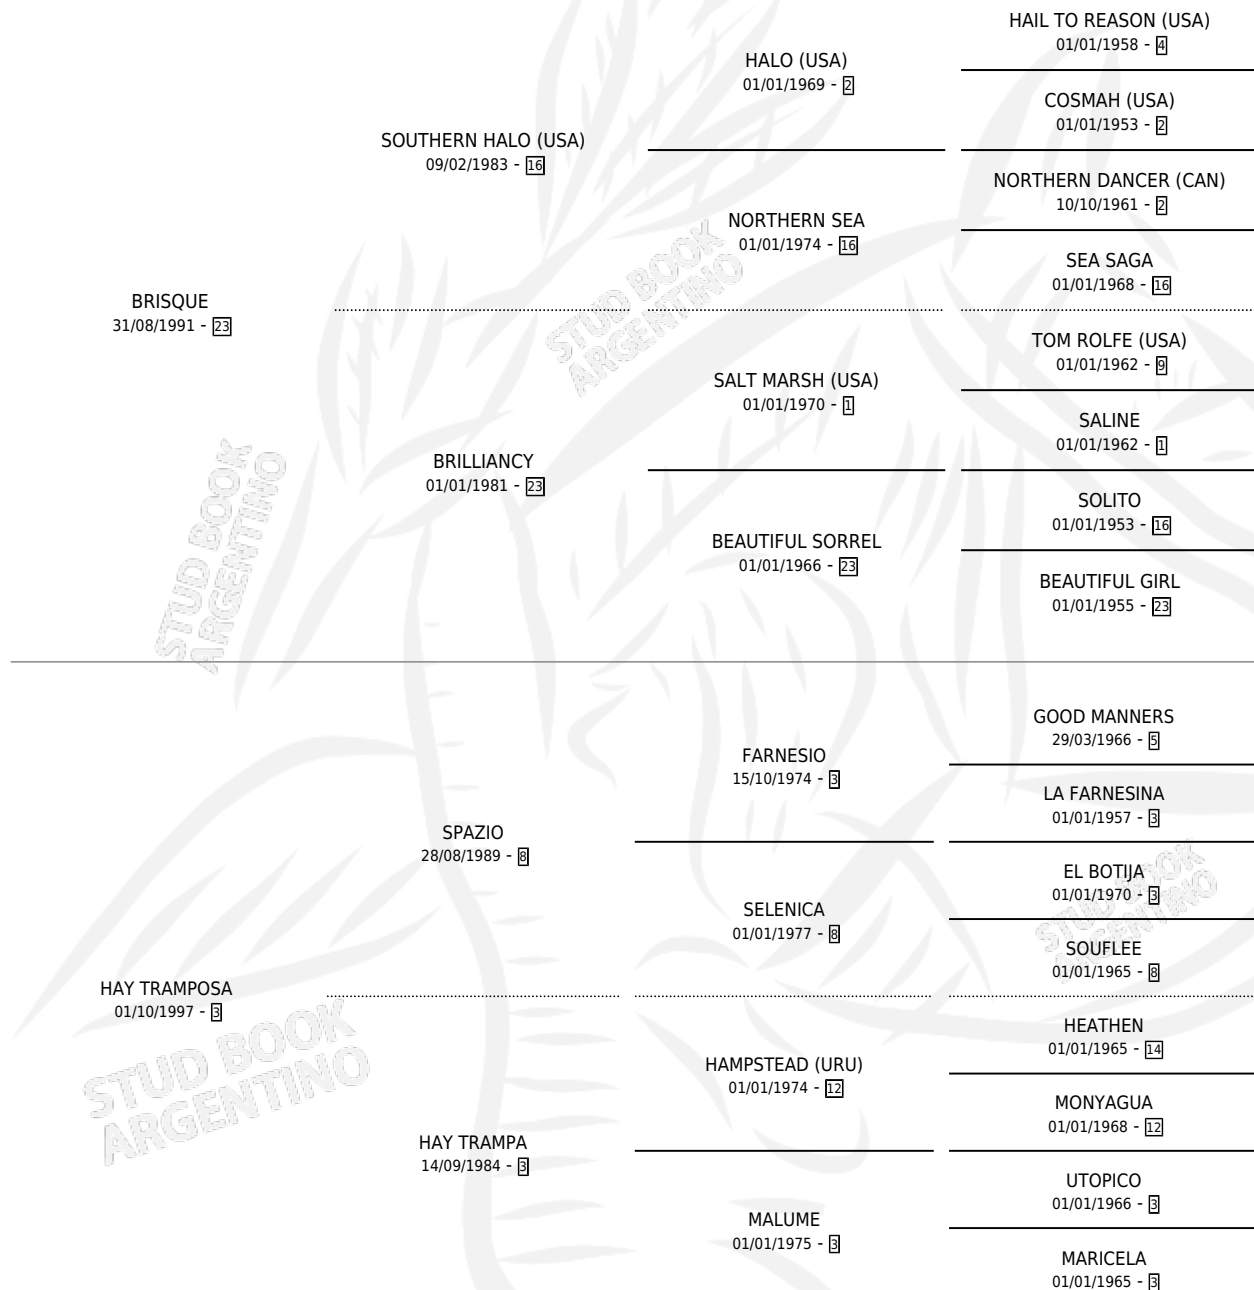 HAIL TO REASON (USA)
01/01/1958 - 4
HALO (USA)
01/01/1969 - 2
COSMAH (USA)
01/01/1953 - 2
SOUTHERN HALO (USA)
09/02/1983 - 16
NORTHERN DANCER (CAN)
10/10/1961 - 2
NORTHERN SEA
01/01/1974 - 16
SEA SAGA
01/01/1968 - 16
BRISQUE
31/08/1991 - 23
STUD BOOK
ARGENTINO
TOM ROLFE (USA)
01/01/1962 - 9
SALT MARSH (USA)
01/01/1970 - 1
SALINE
01/01/1962 - 1
BRILLIANCY
01/01/1981 - 23
SOLITO
01/01/1953 - 16
BEAUTIFUL SORREL
01/01/1966 - 23
BEAUTIFUL GIRL
01/01/1955 - 23
STUD BOOK
ARGENTINO
GOOD MANNERS
29/03/1966 - 5
FARNESIO
15/10/1974 - 3
LA FARNESINA
01/01/1957 - 3
SPAZIO
28/08/1989 - 8
EL BOTIJA
01/01/1970 - 3
SELENICA
01/01/1977 - 8
SOUFLEE
01/01/1965 - 8
STUD BOOK
ARGENTINO
HAY TRAMPOSA
01/10/1997 - 3
HEATHEN
01/01/1965 - 14
HAMPSTEAD (URU)
01/01/1974 - 12
MONYAGUA
01/01/1968 - 12
STUD BOOK
ARGENTINO
HAY TRAMPA
14/09/1984 - 3
UTOPICO
01/01/1966 - 3
MALUME
01/01/1975 - 3
MARICELA
01/01/1965 - 3